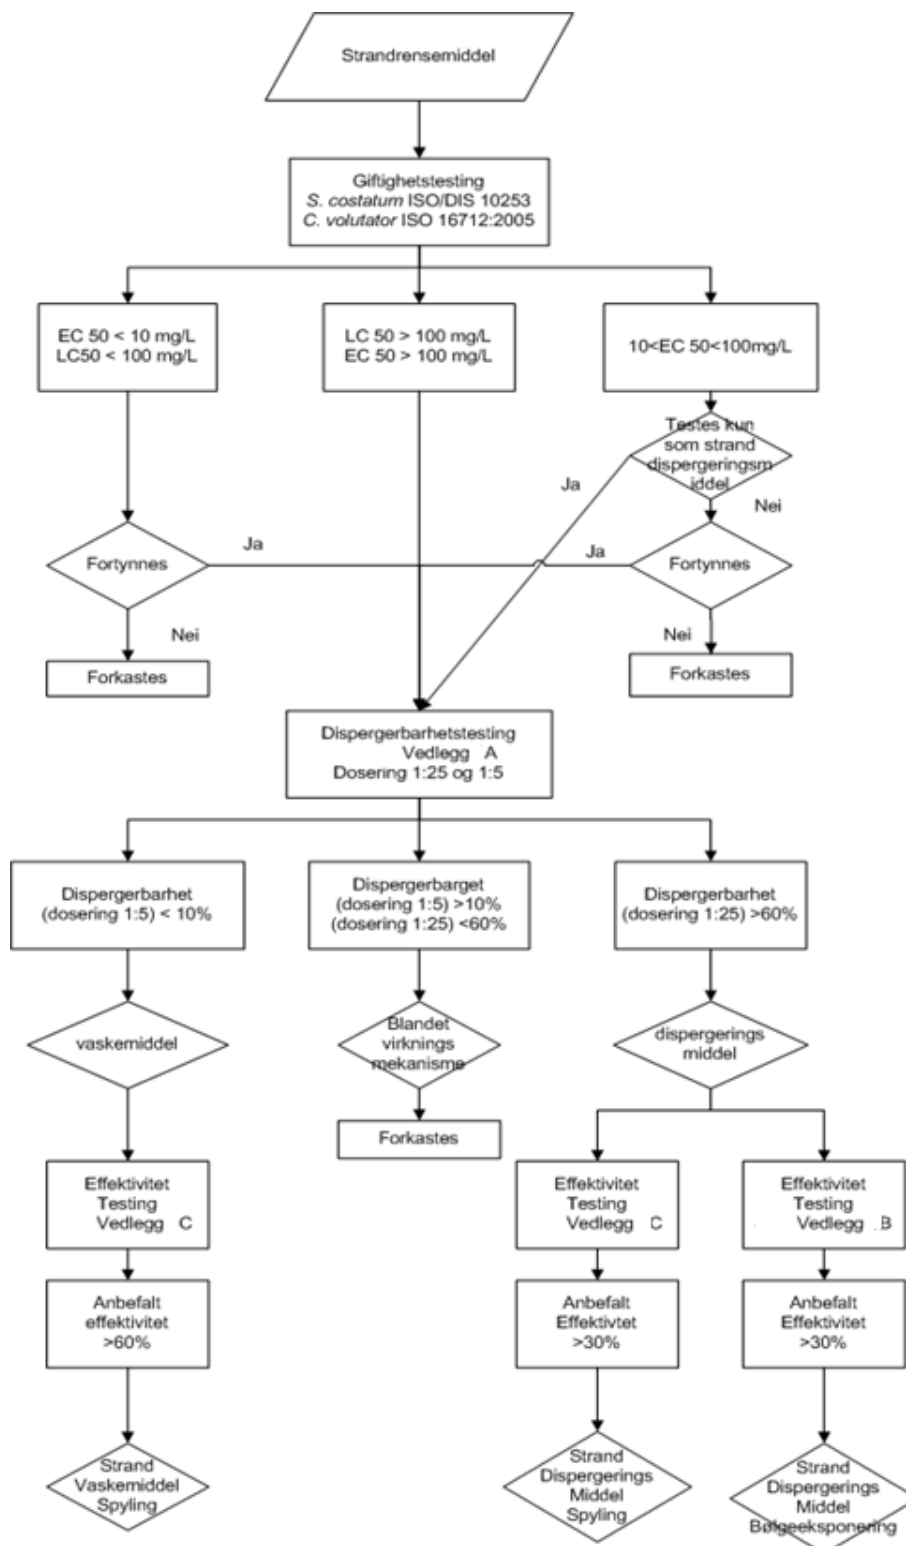 Strandrensemiddel
Giftighetstesting
S. costatum ISO/DIS 10253
C. volutator ISO 16712:2005
EC 50 < 10 mg/L
LC50 < 100 mg/L
LC 50 > 100 mg/L
EC 50 > 100 mg/L
10<EC 50<100mg/L
Testes kun
som strand
dispergeringsm
iddel
Ja
Nei
Fortynnes
Ja
Ja
Fortynnes
Nei
Nei
Forkastes
Forkastes
Dispergerbarhetstesting
Vedlegg A
Dosering 1:25 og 1:5
Dispergerbarhet
(dosering 1:5) < 10%
Dispergerbarget
(dosering 1:5) >10%
(dosering 1:25) <60%
Dispergerbarhet
(dosering 1:25) >60%
vaskemiddel
Blandet
virknings
mekanisme
dispergerings
middel
Forkastes
Effektivitet
Testing
Vedlegg C
Effektivitet
Testing
Vedlegg C
Effektivitet
Testing
Vedlegg B
Anbefalt
effektivitet
>60%
Anbefalt
Effektivtet
>30%
Anbefalt
Effektivitet
>30%
Strand
Vaskemiddel
Spyling
Strand
Dispergerings
Middel
Spyling
Strand
Dispergerings
Middel
Bølgeeksponering